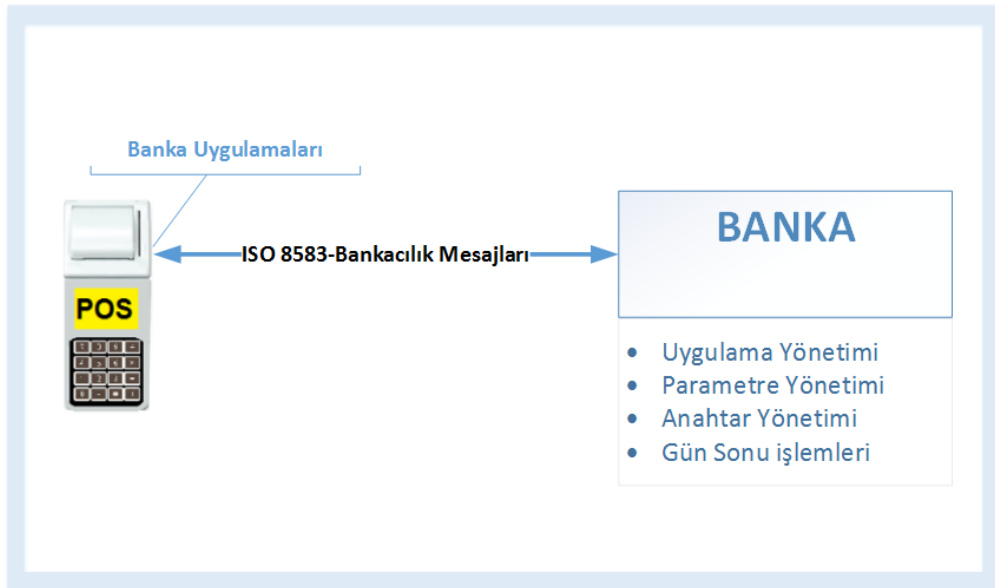 Banka Uygulamaları
BANKA
ISO 8583-Bankacılık Mesajları
POS
• Uygulama Yönetimi
• Parametre Yönetimi
• Anahtar Yönetimi
• Gün Sonu işlemleri